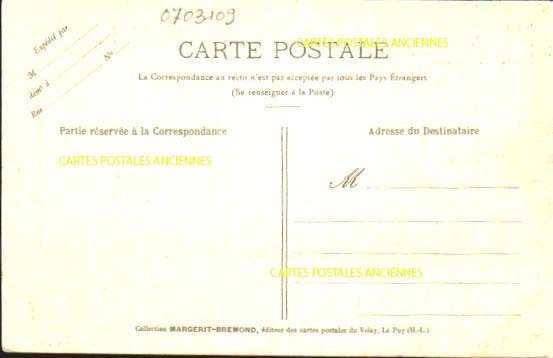 0703109
Expédié par
M
demt à
Rue
No
CARTE POSTALE
CARTES POSTALES ANCIENNES
La Correspondance au recto n'est pas acceptée par tous les Pays Étrangers
(Se renseigner à la Poste)
Partie réservée à la Correspondance
Adresse du Destinataire
CARTES POSTALES ANCIENNES
M
CARTES POSTALES ANCIENNES
Collection MARGERIT-BREMOND, éditeur des cartes postales du Velay, Le Puy (H.-L.)